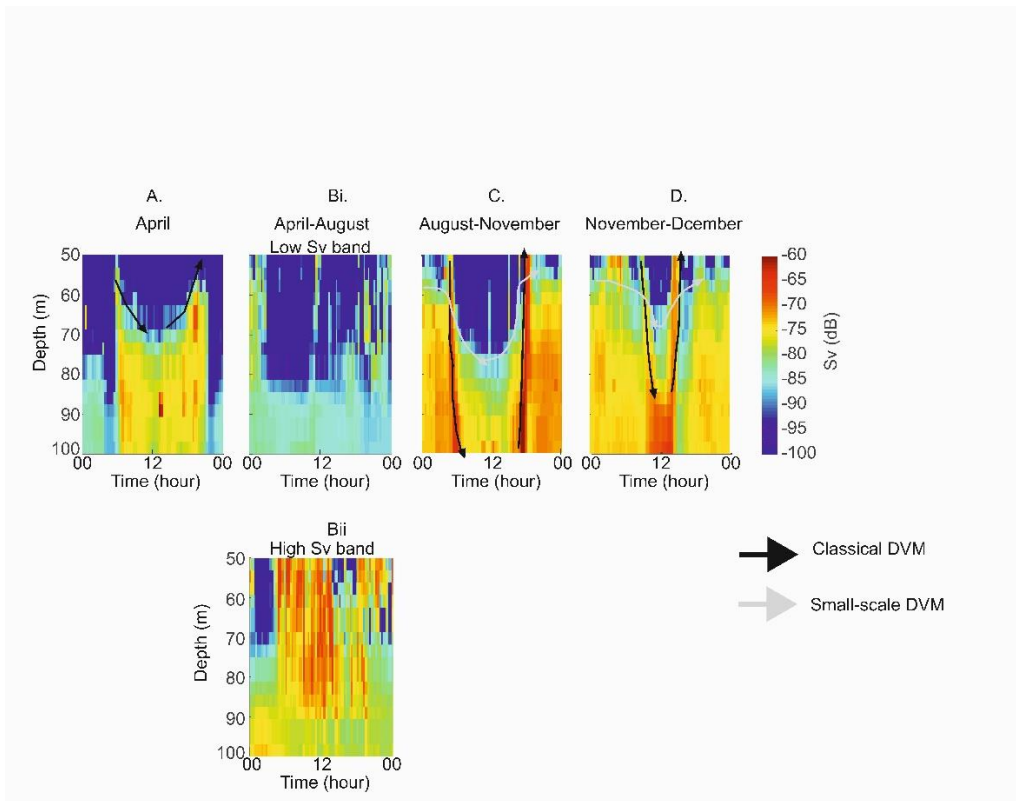 A.
April
Bi.
April-August
Low Sv band
C.
August-November
D.
November-Dcember
Depth (m)
50
60
70
80
90
100
00
12
00
Time (hour)
00
12
00
Time (hour)
00
12
00
Time (hour)
00
12
00
Time (hour)
-60
-65
-70
-75
-80
-85
-90
-95
-100
Sv (dB)
Bii
High Sv band
Depth (m)
50
60
70
80
90
100
00
12
00
Time (hour)
Classical DVM
Small-scale DVM